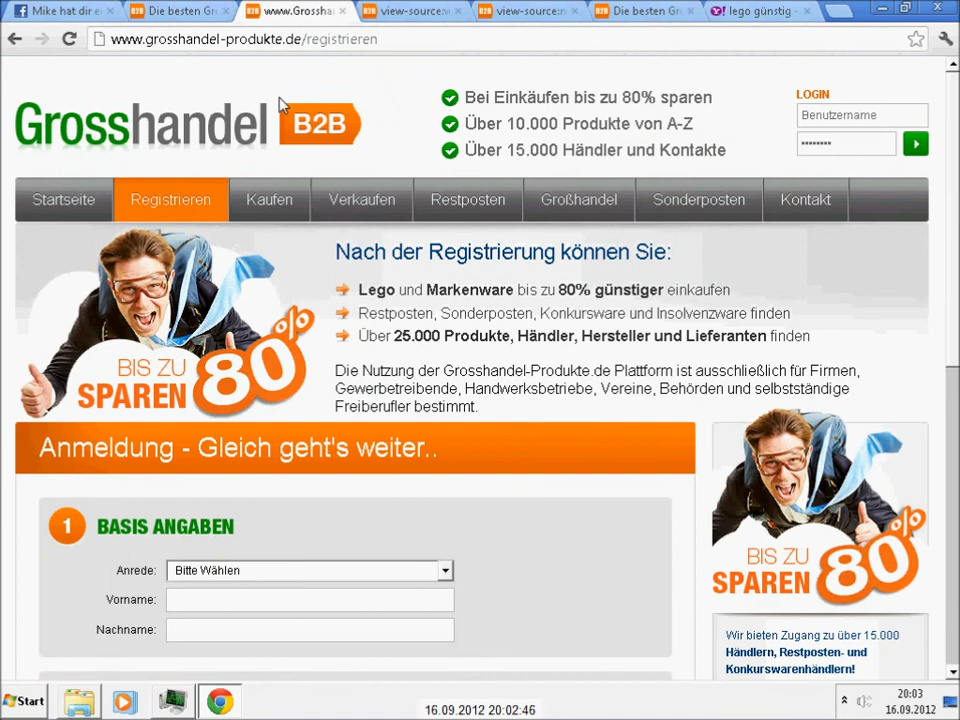 Mike hat dir e
Die besten Gr
www.Grossha
view-source:v
view-source:r
Die besten Gr
lego günstig -
www.grosshandel-produkte.de/registrieren
Grosshandel B2B
Bei Einkäufen bis zu 80% sparen
Über 10.000 Produkte von A-Z
Über 15.000 Händler und Kontakte
LOGIN
Benutzername
••••••••
Startseite Registrieren Kaufen Verkaufen Restposten Großhandel Sonderposten Kontakt
Nach der Registrierung können Sie:
Lego und Markenware bis zu 80% günstiger einkaufen
Restposten, Sonderposten, Konkursware und Insolvenzware finden
Über 25.000 Produkte, Händler, Hersteller und Lieferanten finden
Die Nutzung der Grosshandel-Produkte.de Plattform ist ausschließlich für Firmen,
Gewerbetreibende, Handwerksbetriebe, Vereine, Behörden und selbstständige
Freiberufler bestimmt.
BIS ZU
SPAREN 80%
Anmeldung - Gleich geht's weiter..
1 BASIS ANGABEN
Anrede: Bitte Wählen
Vorname:
Nachname:
BIS ZU
SPAREN 80%
Wir bieten Zugang zu über 15.000
Händlern, Restposten- und
Konkurswarenhändlern!
Start
16.09.2012 20:02:46
20:03
16.09.2012